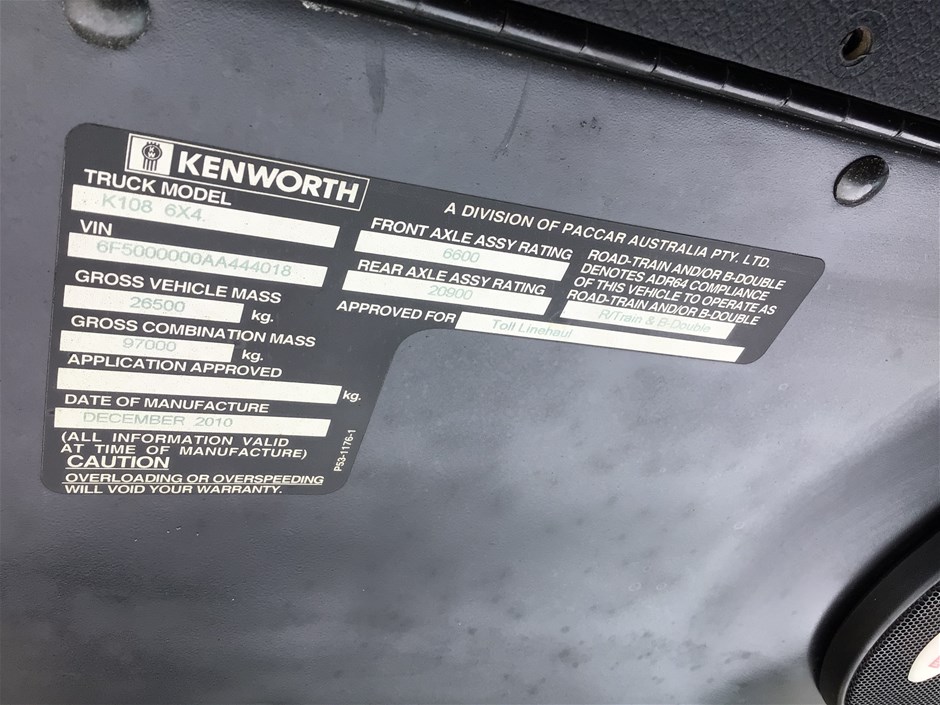 KENWORTH
TRUCK MODEL
K108 6X4
VIN
6F5000000AA444018
GROSS VEHICLE MASS
26500
kg.
GROSS COMBINATION MASS
97000
kg.
APPLICATION APPROVED
kg.
DATE OF MANUFACTURE
DECEMBER 2010
(ALL INFORMATION VALID
AT TIME OF MANUFACTURE)
CAUTION
OVERLOADING OR OVERSPEEDING
WILL VOID YOUR WARRANTY.
P53-1176-1
A DIVISION OF PACCAR AUSTRALIA PTY. LTD.
FRONT AXLE ASSY RATING
6600
REAR AXLE ASSY RATING
20900
ROAD-TRAIN AND/OR B-DOUBLE
DENOTES ADR64 COMPLIANCE
OF THIS VEHICLE TO OPERATE AS
ROAD-TRAIN AND/OR B-DOUBLE
R/Train & B-Double
APPROVED FOR
Toll Linehaul